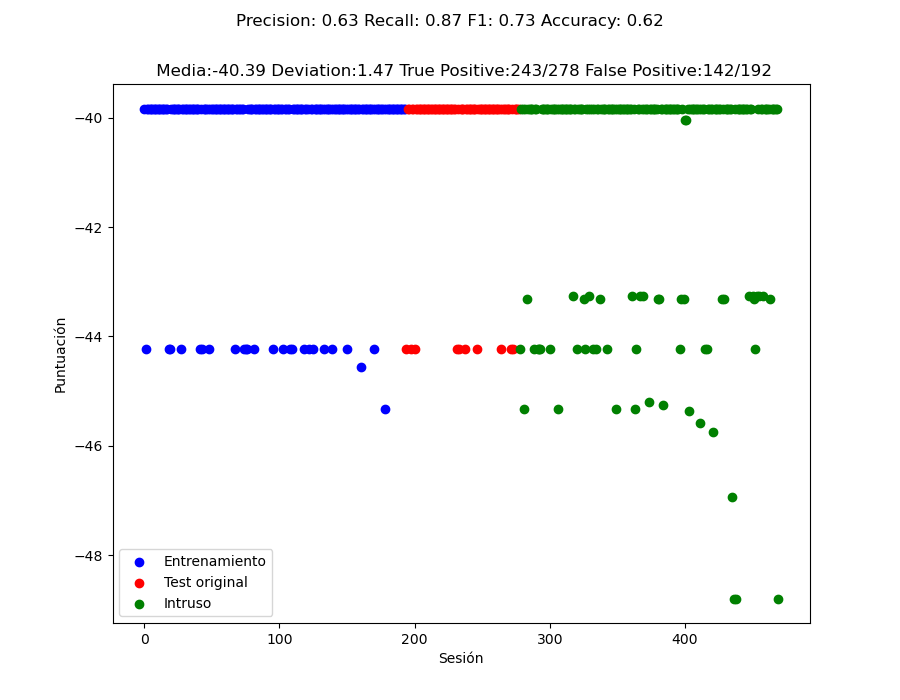 Precision: 0.63 Recall: 0.87 F1: 0.73 Accuracy: 0.62
Media:-40.39 Deviation:1.47 True Positive:243/278 False Positive:142/192
−40
−42
−44
−46
−48
Puntuación
Entrenamiento
Test original
Intruso
0 100 200 300 400
Sesión